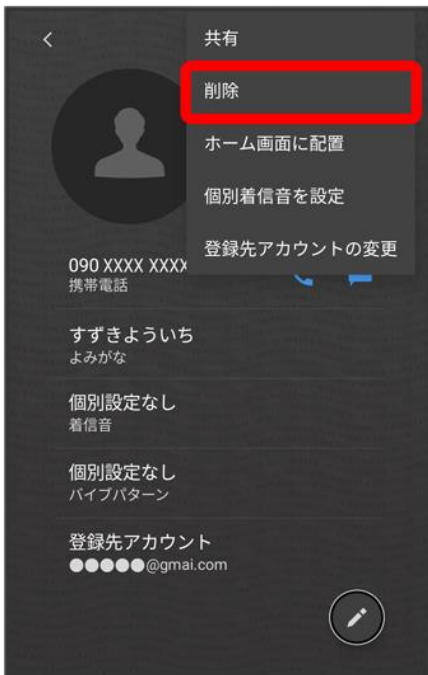 共有
削除
ホーム画面に配置
個別着信音を設定
登録先アカウントの変更
090 XXXX XXXX
携帯電話
すずきよういち
よみがな
個別設定なし
着信音
個別設定なし
バイブパターン
登録先アカウント
●●●●●@gmai.com